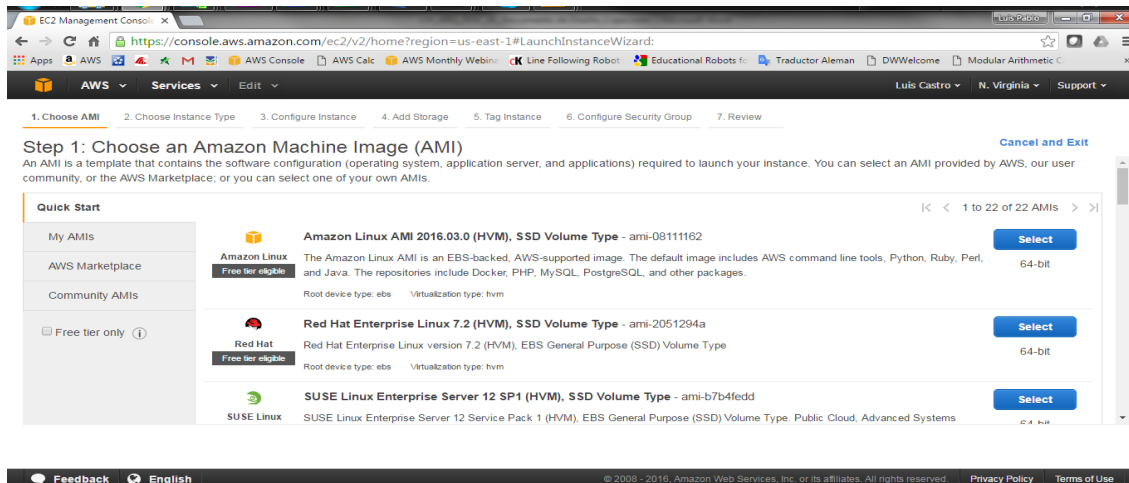 EC2 Management Console
Luis Pablo
https://console.aws.amazon.com/ec2/v2/home?region=us-east-1#LaunchInstanceWizard:
Apps AWS AWS Console AWS Calc AWS Monthly Webina Line Following Robot Educational Robots fo Traductor Aleman DWWelcome Modular Arithmetic C
AWS Services Edit Luis Castro N. Virginia Support
1. Choose AMI 2. Choose Instance Type 3. Configure Instance 4. Add Storage 5. Tag Instance 6. Configure Security Group 7. Review
Step 1: Choose an Amazon Machine Image (AMI)
Cancel and Exit
An AMI is a template that contains the software configuration (operating system, application server, and applications) required to launch your instance. You can select an AMI provided by AWS, our user
community, or the AWS Marketplace; or you can select one of your own AMIs.
Quick Start
1 to 22 of 22 AMIs
My AMIs
AWS Marketplace
Community AMIs
Free tier only
Amazon Linux
Free tier eligible
Amazon Linux AMI 2016.03.0 (HVM), SSD Volume Type - ami-08111162
The Amazon Linux AMI is an EBS-backed, AWS-supported image. The default image includes AWS command line tools, Python, Ruby, Perl,
and Java. The repositories include Docker, PHP, MySQL, PostgreSQL, and other packages.
Root device type: ebs Virtualization type: hvm
Select
64-bit
Red Hat
Free tier eligible
Red Hat Enterprise Linux 7.2 (HVM), SSD Volume Type - ami-2051294a
Red Hat Enterprise Linux version 7.2 (HVM), EBS General Purpose (SSD) Volume Type
Root device type: ebs Virtualization type: hvm
Select
64-bit
SUSE Linux
SUSE Linux Enterprise Server 12 SP1 (HVM), SSD Volume Type - ami-b7b4fedd
SUSE Linux Enterprise Server 12 Service Pack 1 (HVM), EBS General Purpose (SSD) Volume Type. Public Cloud, Advanced Systems
Select
64-bit
Feedback English © 2008 - 2016, Amazon Web Services, Inc. or its affiliates. All rights reserved. Privacy Policy Terms of Use